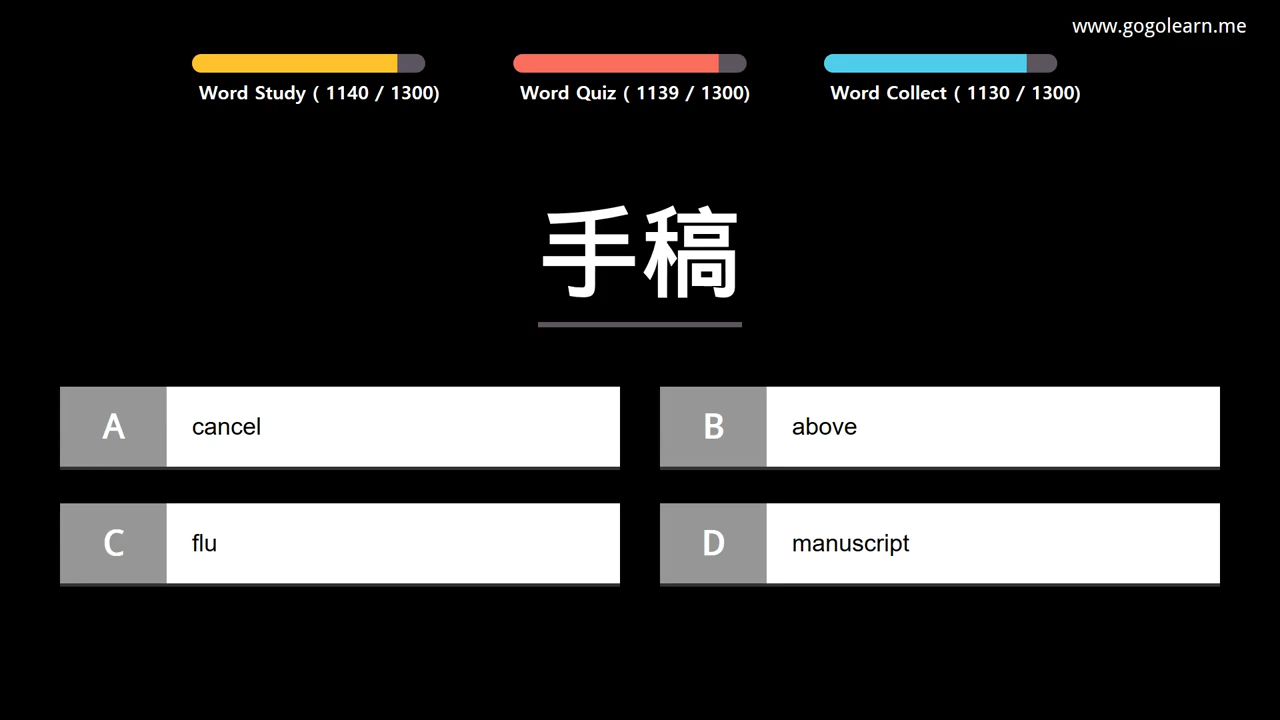 www.gogolearn.me
Word Study ( 1140 / 1300)
Word Quiz ( 1139 / 1300)
Word Collect ( 1130 / 1300)
手稿
A cancel
B above
C flu
D manuscript